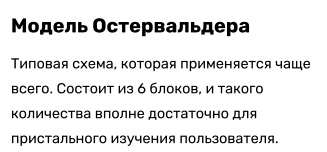 Модель Остервальдера
Типовая схема, которая применяется чаще
всего. Состоит из 6 блоков, и такого
количества вполне достаточно для
пристального изучения пользователя.